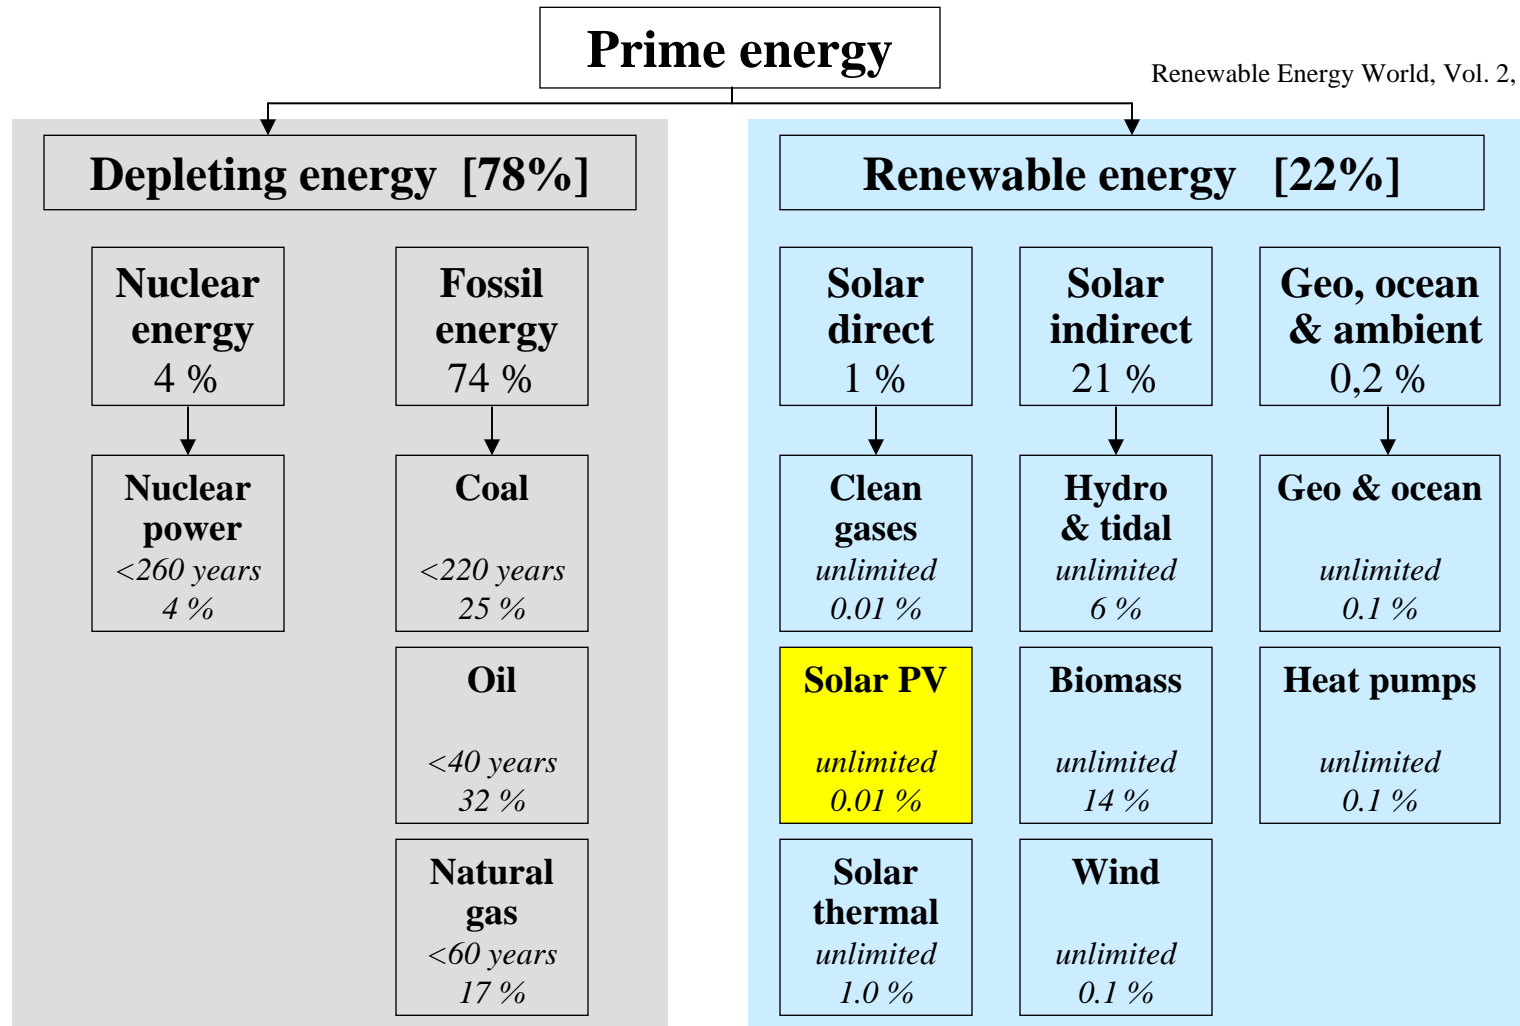 Prime energy
Renewable Energy World, Vol. 2,
Depleting energy [78%]
Renewable energy [22%]
Nuclear
energy
4 %
Fossil
energy
74 %
Solar
direct
1 %
Solar
indirect
21 %
Geo, ocean
& ambient
0,2 %
Nuclear
power
<260 years
4 %
Coal
<220 years
25 %
Clean
gases
unlimited
0.01 %
Hydro
& tidal
unlimited
6 %
Geo & ocean
unlimited
0.1 %
Oil
<40 years
32 %
Solar PV
unlimited
0.01 %
Biomass
unlimited
14 %
Heat pumps
unlimited
0.1 %
Natural
gas
<60 years
17 %
Solar
thermal
unlimited
1.0 %
Wind
unlimited
0.1 %